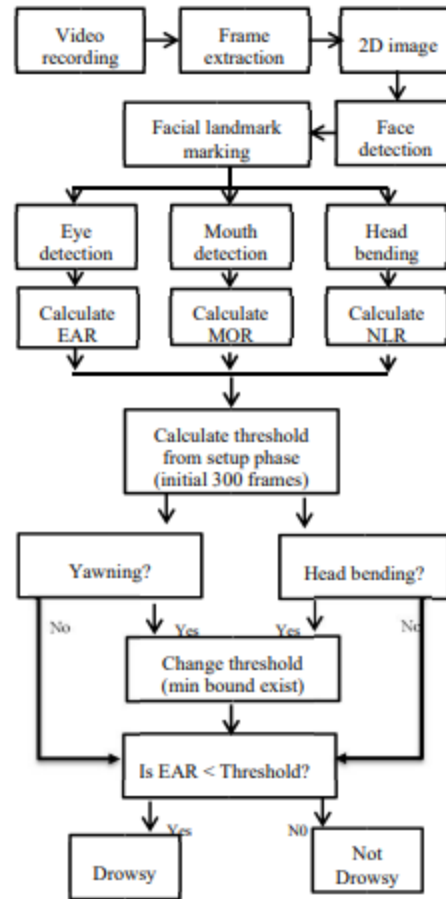 Video
recording
Frame
extraction
2D image
Facial landmark
marking
Face
detection
Eye
detection
Mouth
detection
Head
bending
Calculate
EAR
Calculate
MOR
Calculate
NLR
Calculate threshold
from setup phase
(initial 300 frames)
Yawning?
Head bending?
No
Yes
Yes
No
Change threshold
(min bound exist)
Is EAR < Threshold?
Yes
N0
Drowsy
Not
Drowsy